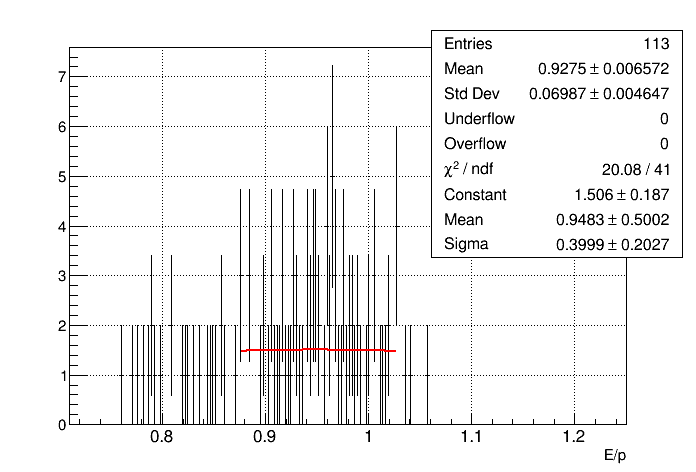 Entries 113
Mean 0.9275 ± 0.006572
Std Dev 0.06987 ± 0.004647
Underflow 0
Overflow 0
χ² / ndf 20.08 / 41
Constant 1.506 ± 0.187
Mean 0.9483 ± 0.5002
Sigma 0.3999 ± 0.2027
7
6
5
4
3
2
1
0
0.8 0.9 1 1.1 1.2
E/p